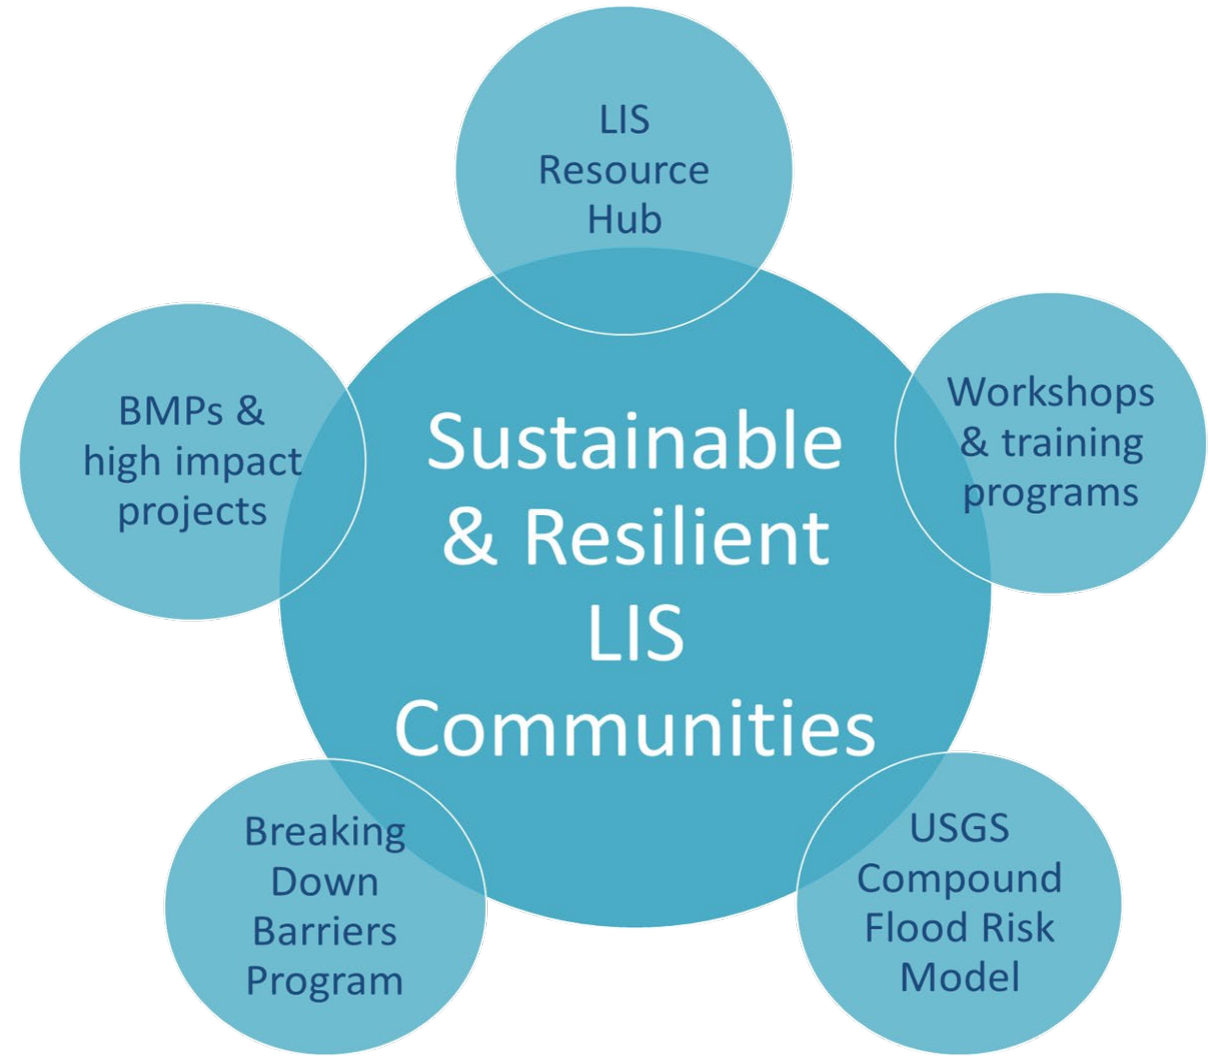 LIS
Resource
Hub
BMPs &
high impact
projects
Sustainable
& Resilient
LIS
Communities
Workshops
& training
programs
Breaking
Down
Barriers
Program
USGS
Compound
Flood Risk
Model